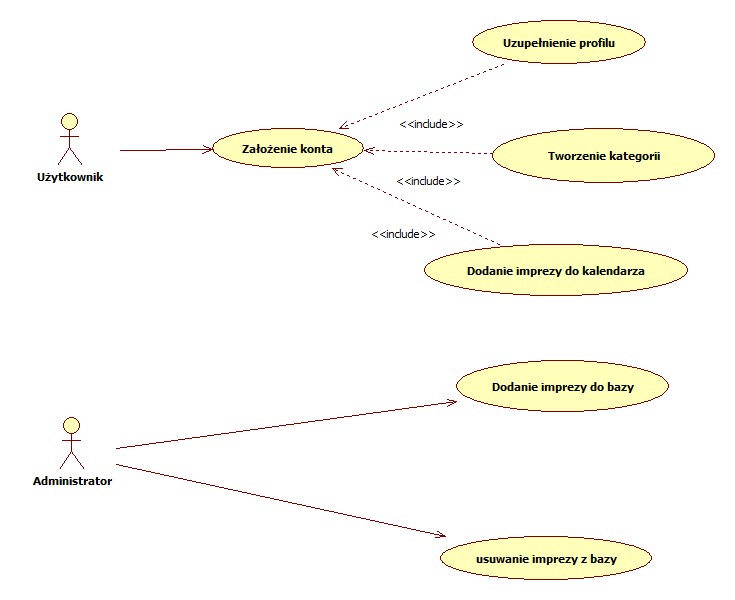 Uzupełnienie profilu
<<include>>
Założenie konta
Tworzenie kategorii
Użytkownik
<<include>>
<<include>>
Dodanie imprezy do kalendarza
Dodanie imprezy do bazy
Administrator
usuwanie imprezy z bazy